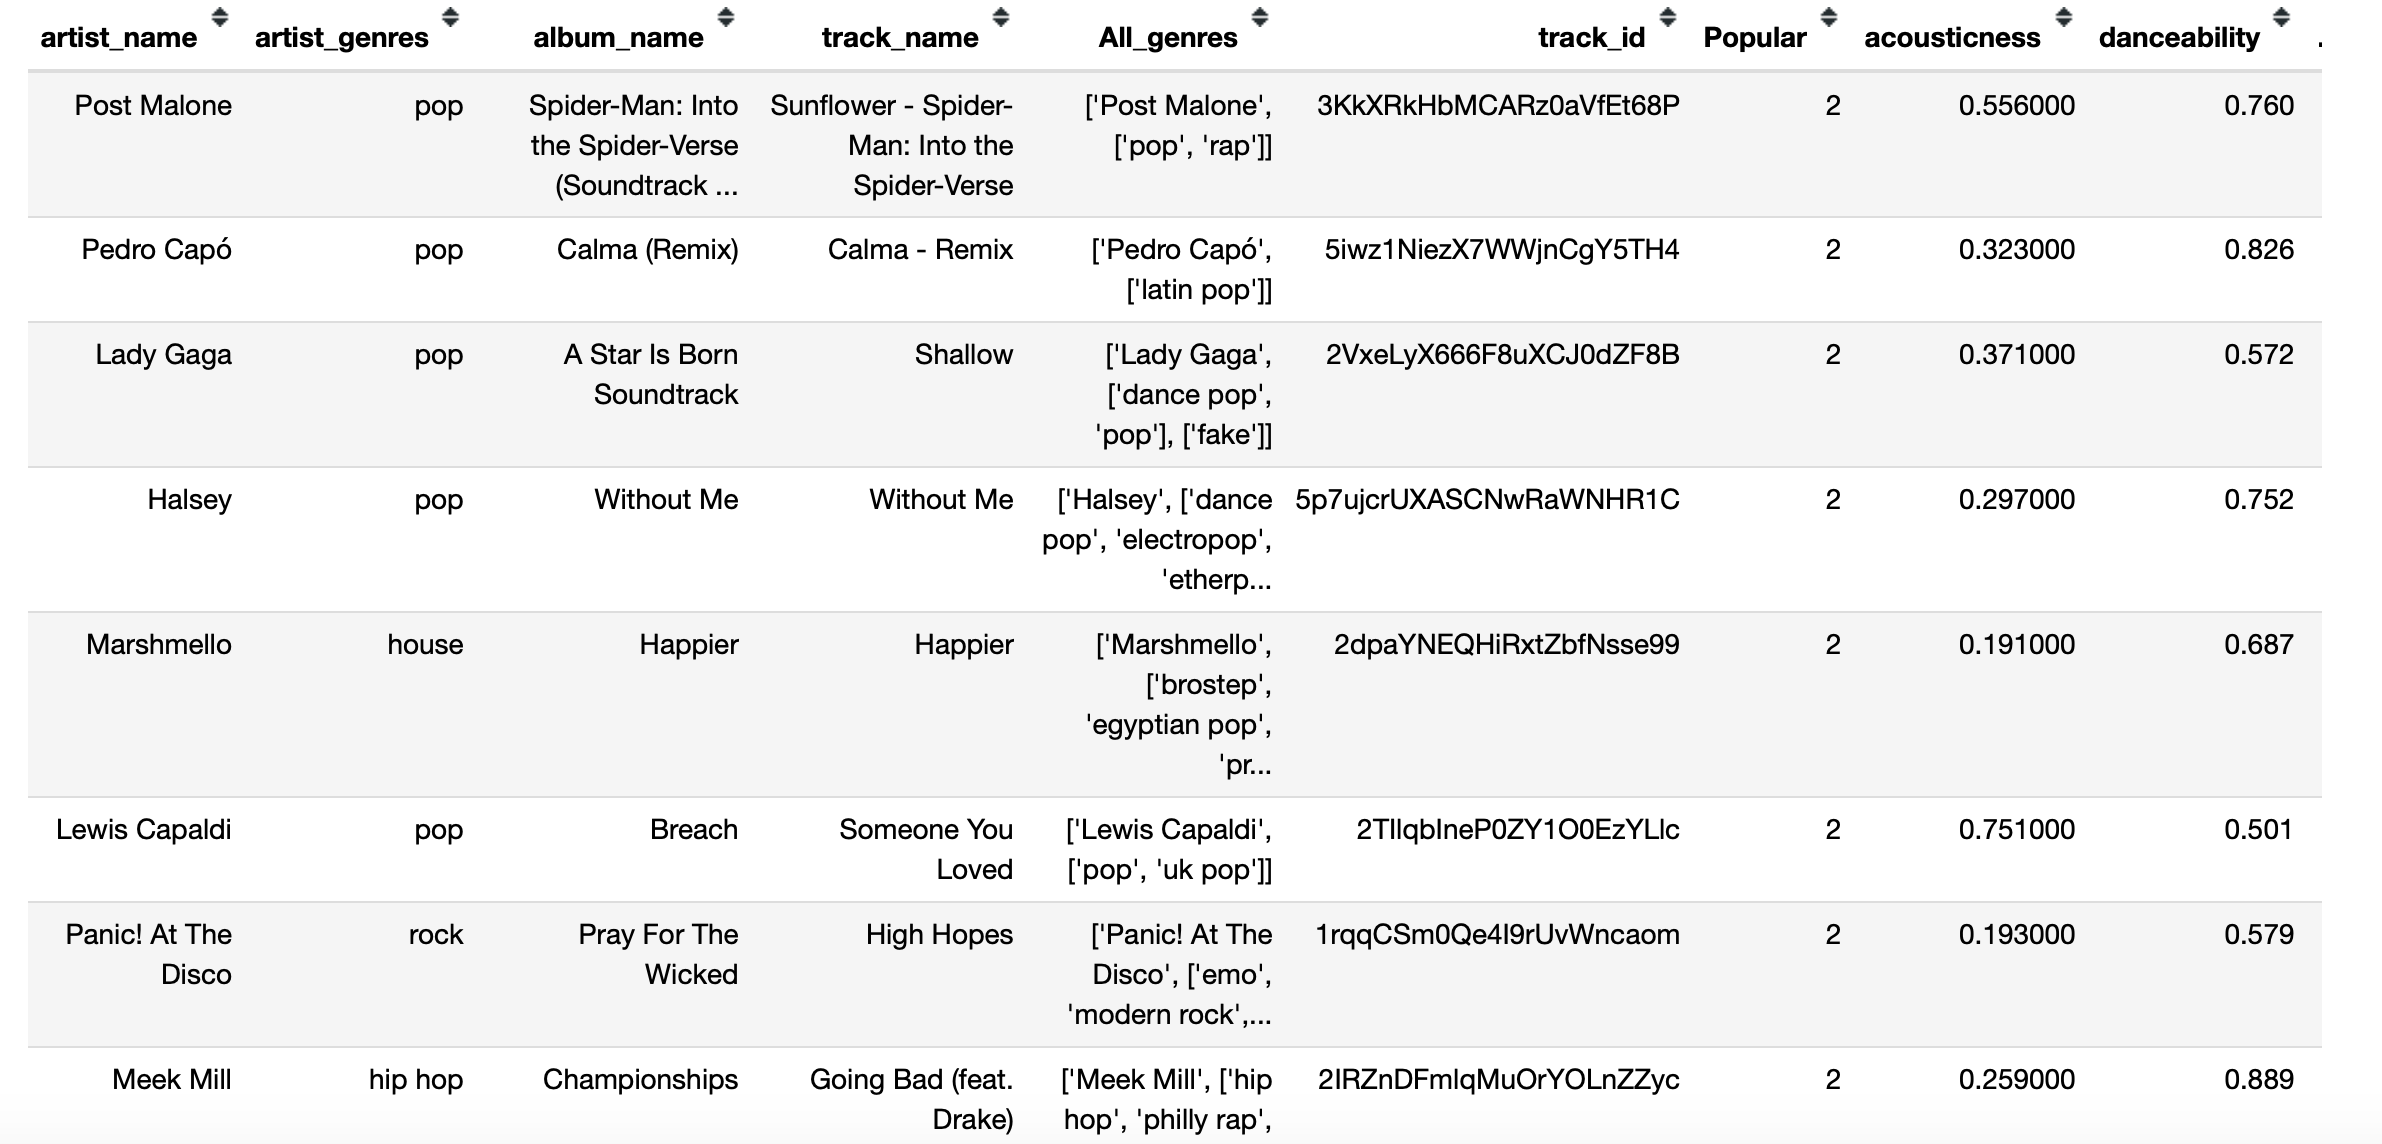 artist_name artist_genres album_name track_name All_genres track_id Popular acousticness danceability .
Post Malone pop Spider-Man: Into Sunflower - Spider- ['Post Malone', 3KkXRkHbMCARz0aVfEt68P 2 0.556000 0.760
the Spider-Verse Man: Into the ['pop', 'rap']]
(Soundtrack ... Spider-Verse
Pedro Capó pop Calma (Remix) Calma - Remix ['Pedro Capó', 5iwz1NiezX7WWjnCgY5TH4 2 0.323000 0.826
['latin pop']]
Lady Gaga pop A Star Is Born Shallow ['Lady Gaga', 2VxeLyX666F8uXCJ0dZF8B 2 0.371000 0.572
Soundtrack ['dance pop',
'pop'], ['fake']]
Halsey pop Without Me Without Me ['Halsey', ['dance 5p7ujcrUXASCNwRaWNHR1C 2 0.297000 0.752
pop', 'electropop',
'etherp...
Marshmello house Happier Happier ['Marshmello', 2dpaYNEQHiRxtZbfNsse99 2 0.191000 0.687
['brostep',
'egyptian pop',
'pr...
Lewis Capaldi pop Breach Someone You ['Lewis Capaldi', 2TIlqbIneP0ZY1O0EzYLlc 2 0.751000 0.501
Loved ['pop', 'uk pop']]
Panic! At The rock Pray For The High Hopes ['Panic! At The 1rqqCSm0Qe4I9rUvWncaom 2 0.193000 0.579
Disco Wicked Disco', ['emo',
'modern rock',...
Meek Mill hip hop Championships Going Bad (feat. ['Meek Mill', ['hip 2IRZnDFmlqMuOrYOLnZZyc 2 0.259000 0.889
Drake) hop', 'philly rap',